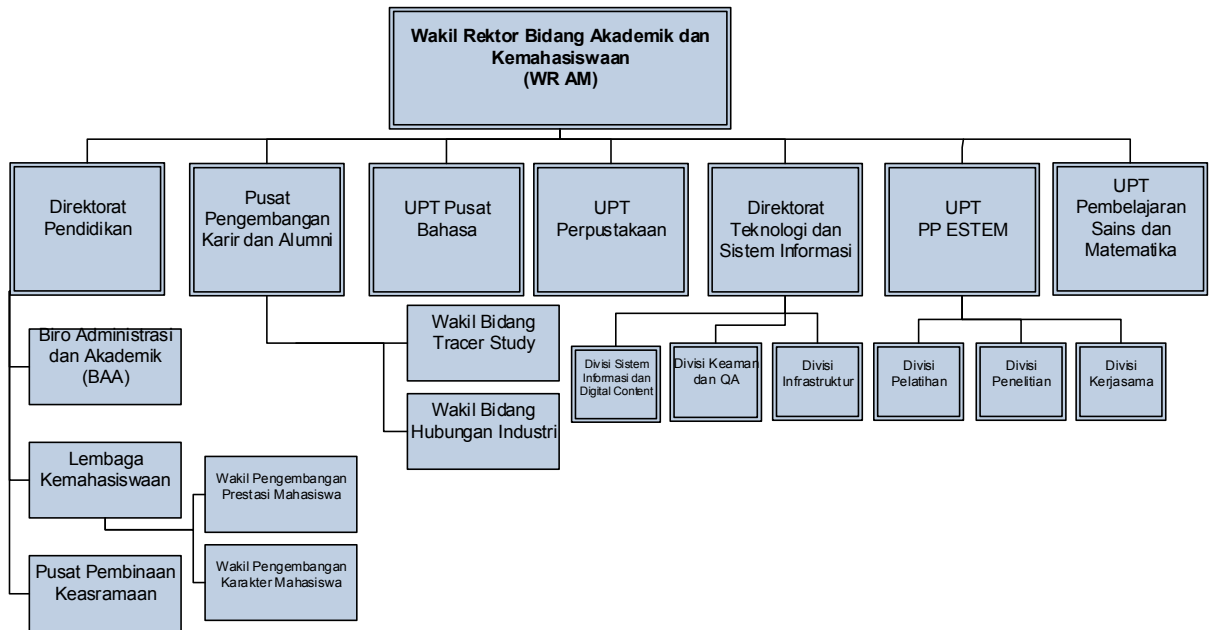 Wakil Rektor Bidang Akademik dan
Kemahasiswaan
(WR AM)
Direktorat
Pendidikan
Pusat
Pengembangan
Karir dan Alumni
UPT Pusat
Bahasa
UPT
Perpustakaan
Direktorat
Teknologi dan
Sistem Informasi
UPT
PP ESTEM
UPT
Pembelajaran
Sains dan
Matematika
Biro Administrasi
dan Akademik
(BAA)
Lembaga
Kemahasiswaan
Pusat Pembinaan
Keasramaan
Wakil Pengembangan
Prestasi Mahasiswa
Wakil Pengembangan
Karakter Mahasiswa
Wakil Bidang
Tracer Study
Wakil Bidang
Hubungan Industri
Divisi Sistem
Informasi dan
Digital Content
Divisi Keaman
dan QA
Divisi
Infrastruktur
Divisi
Pelatihan
Divisi
Penelitian
Divisi
Kerjasama